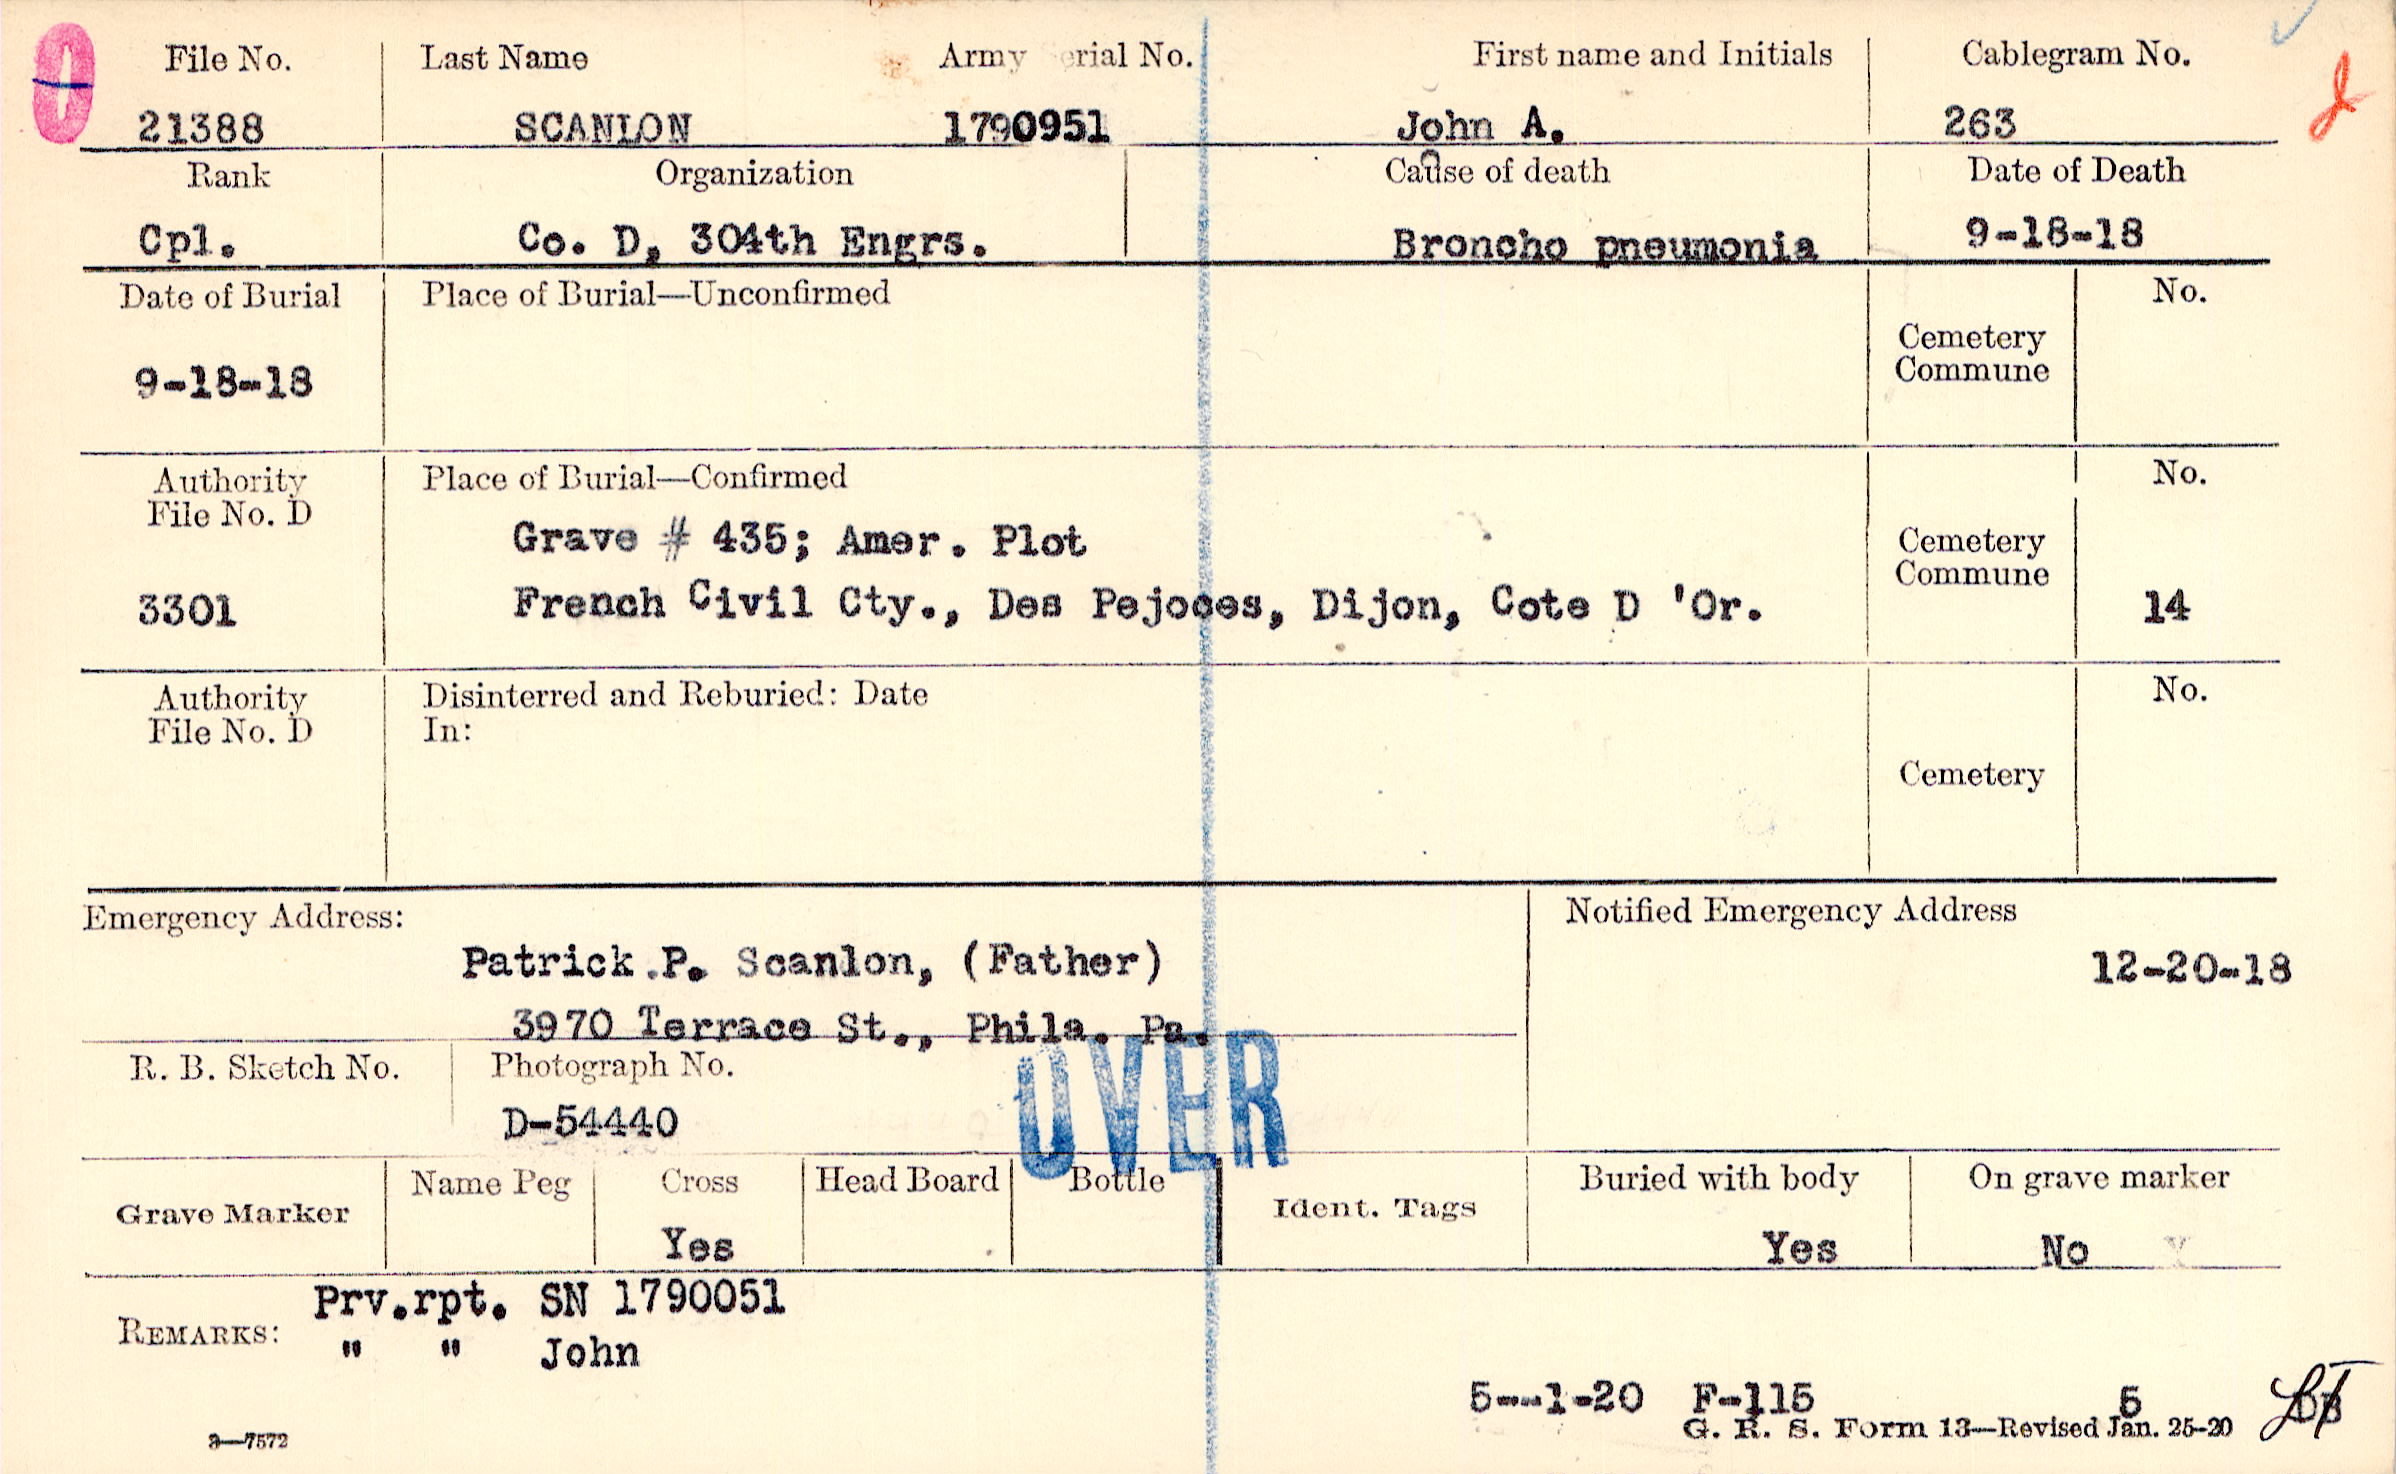 File No. Last Name Army erial No. First name and Initials Cablegram No.
21388 SCANLON 1790951 John A. 263
Rank Organization Cause of death Date of Death
Cpl. Co. D, 304th Engrs. Broncho pneumonia 9-18-18
Date of Burial Place of Burial—Unconfirmed No.
Cemetery
Commune
9-18-18
Authority Place of Burial—Confirmed No.
File No. D
Grave # 435; Amer. Plot Cemetery
Commune
3301 French Civil Cty., Des Pejoces, Dijon, Cote D 'Or. 14
Authority Disinterred and Reburied: Date No.
File No. D In:
Cemetery
Emergency Address: Notified Emergency Address
Patrick.P. Scanlon, (Father) 12-20-18
3970 Terrace St., Phila. Pa.
R. B. Sketch No. Photograph No.
OVER
D-54440
Name Peg Cross Head Board Bottle Buried with body On grave marker
Grave Marker Ident. Tags
Yes Yes No
Prv.rpt. SN 1790051
REMARKS:
" " John
5--1-20 F-115 5
G. R. S. Form 13—Revised Jan. 25-20
3—7572